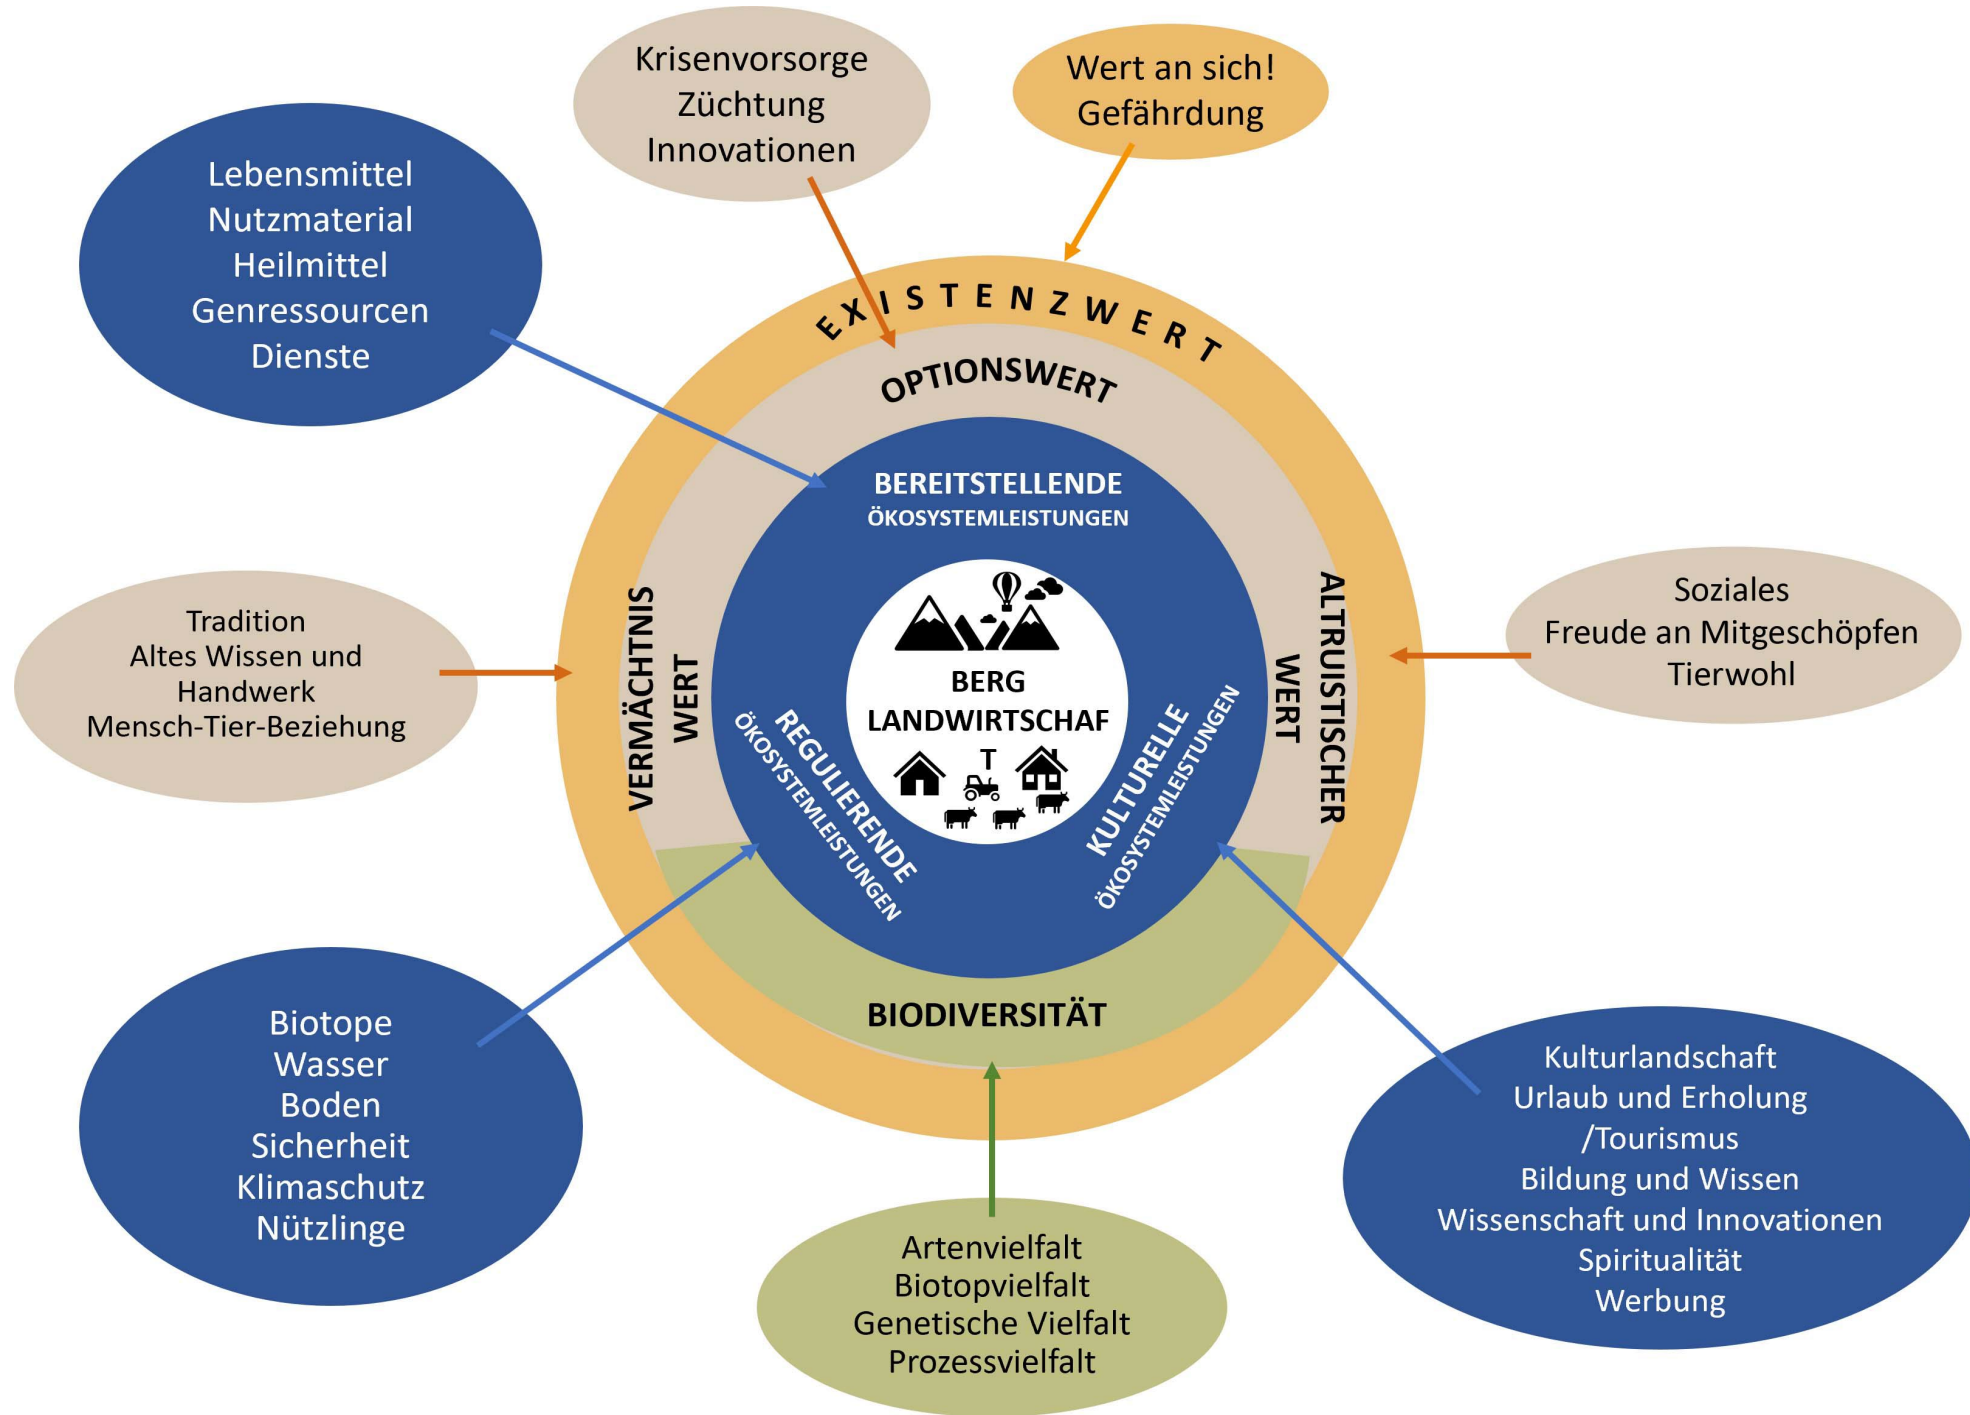 Krisenvorsorge
Züchtung
Innovationen
Wert an sich!
Gefährdung
Lebensmittel
Nutzmaterial
Heilmittel
Genressourcen
Dienste
EXISTENZWERT
OPTIONSWERT
BEREITSTELLENDE
ÖKOSYSTEMLEISTUNGEN
Tradition
Altes Wissen und
Handwerk
Mensch-Tier-Beziehung
VERMÄCHTNIS
WERT
BERG
LANDWIRTSCHAF
T
ALTRUISTISCHER
WERT
Soziales
Freude an Mitgeschöpfen
Tierwohl
REGULIERENDE
ÖKOSYSTEMLEISTUNGEN
KULTURELLE
ÖKOSYSTEMLEISTUNGEN
BIODIVERSITÄT
Biotope
Wasser
Boden
Sicherheit
Klimaschutz
Nützlinge
Artenvielfalt
Biotopvielfalt
Genetische Vielfalt
Prozessvielfalt
Kulturlandschaft
Urlaub und Erholung
/Tourismus
Bildung und Wissen
Wissenschaft und Innovationen
Spiritualität
Werbung